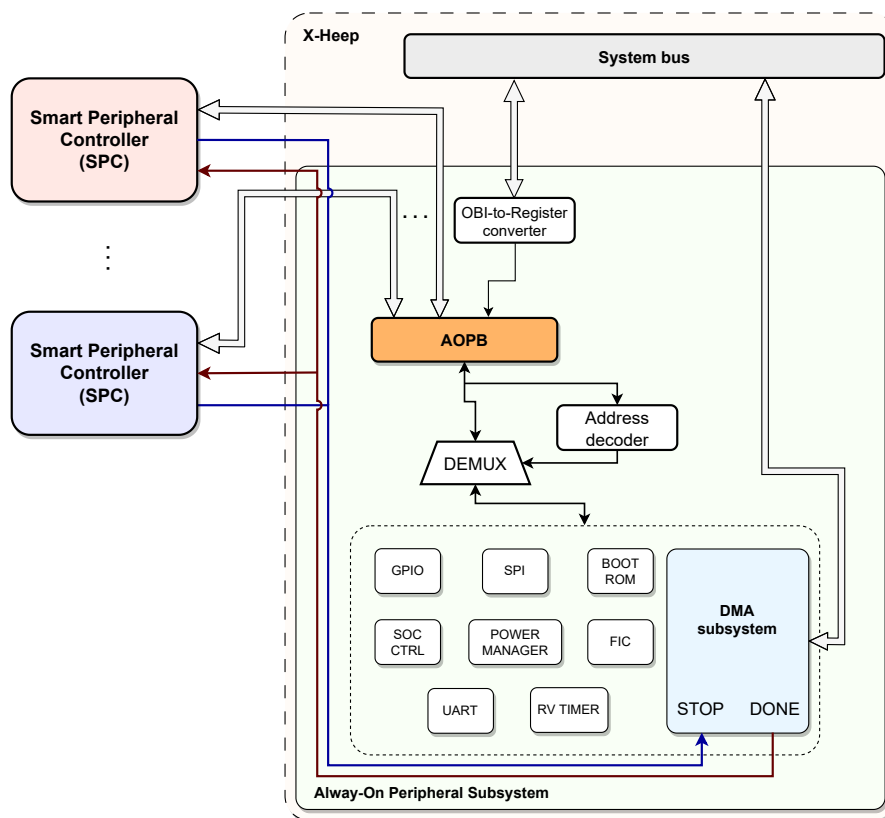 X-Heep
System bus
Smart Peripheral
Controller
(SPC)
. . .
OBI-to-Register
converter
Smart Peripheral
Controller
(SPC)
AOPB
Address
decoder
DEMUX
GPIO
SPI
BOOT
ROM
DMA
subsystem
SOC
CTRL
POWER
MANAGER
FIC
UART
RV TIMER
STOP
DONE
Alway-On Peripheral Subsystem